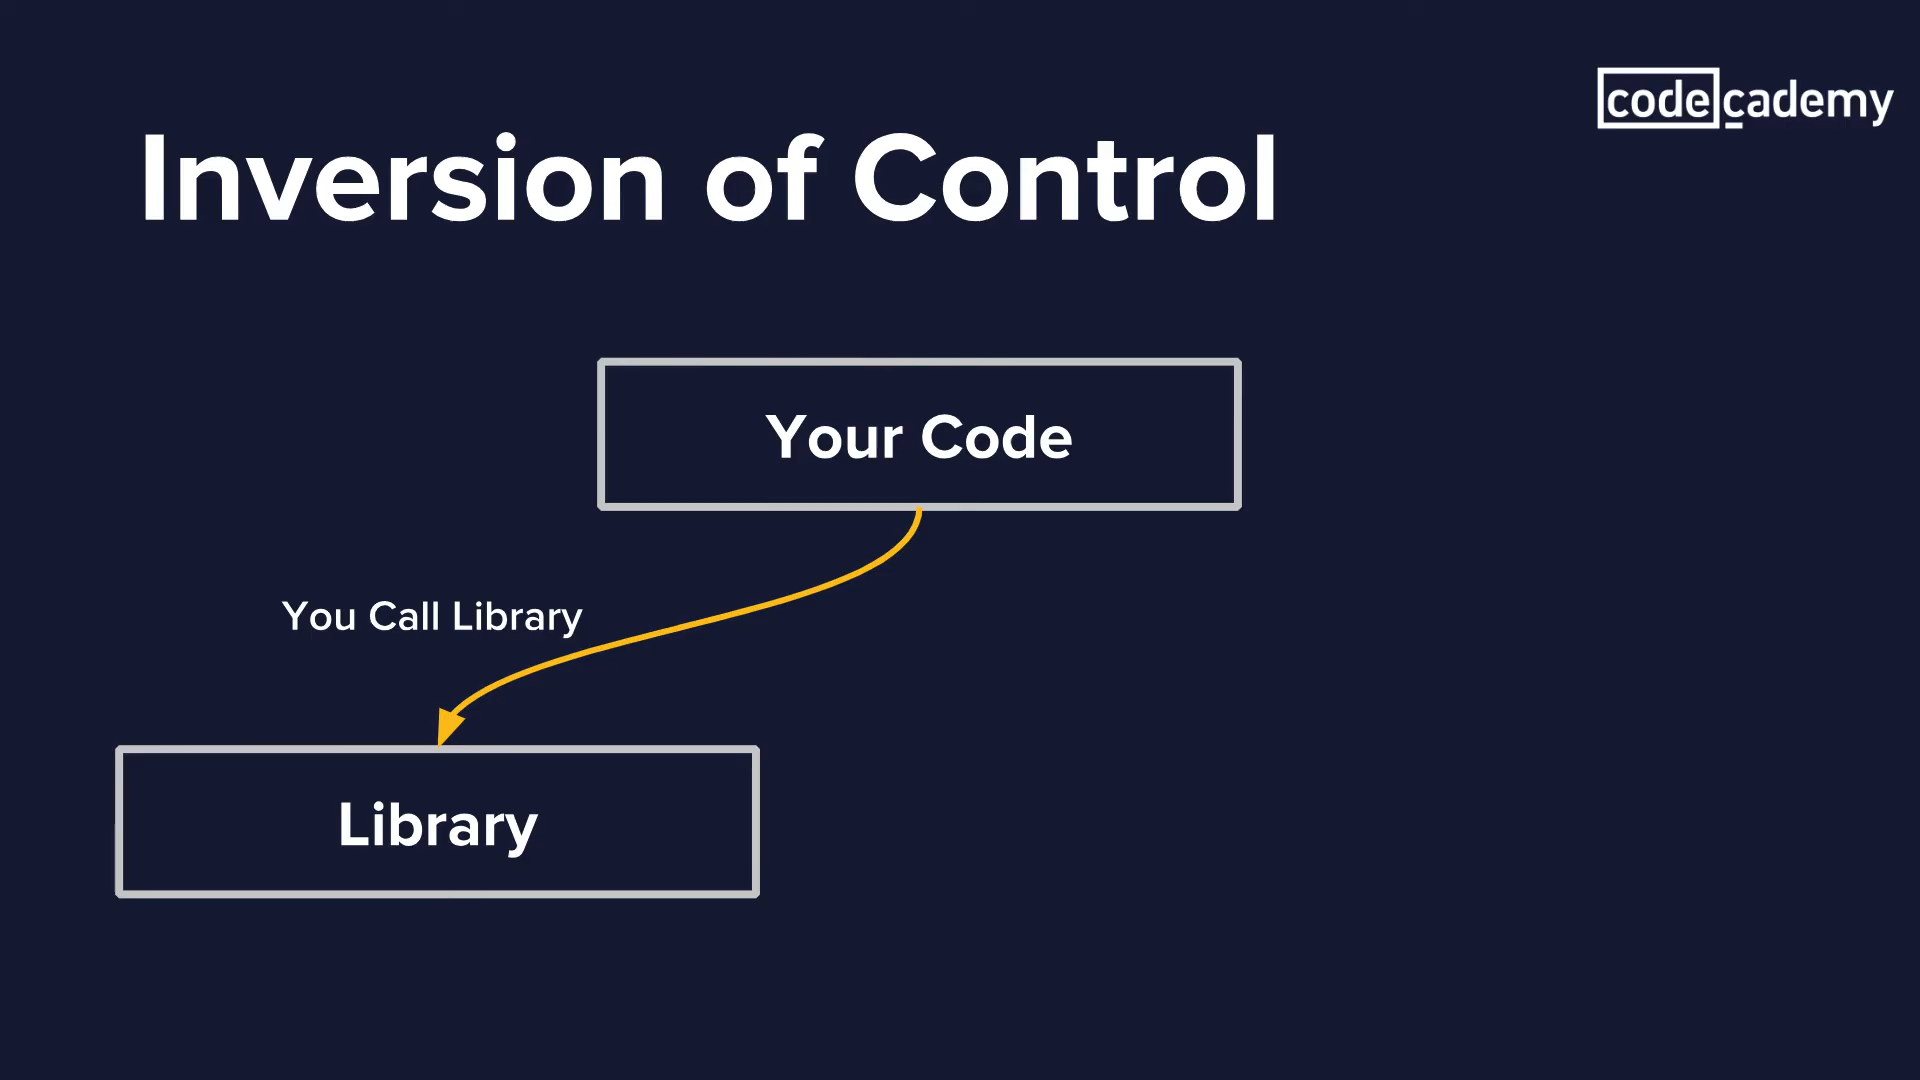 codecademy
Inversion of Control
Your Code
You Call Library
Library